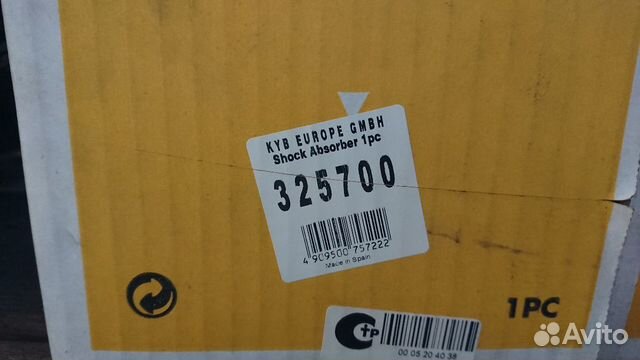 KYB EUROPE GMBH
Shock Absorber 1pc
325700
4 909500 757222
Made in Spain
1PC
СТР
00 05 20 40 38
Avito